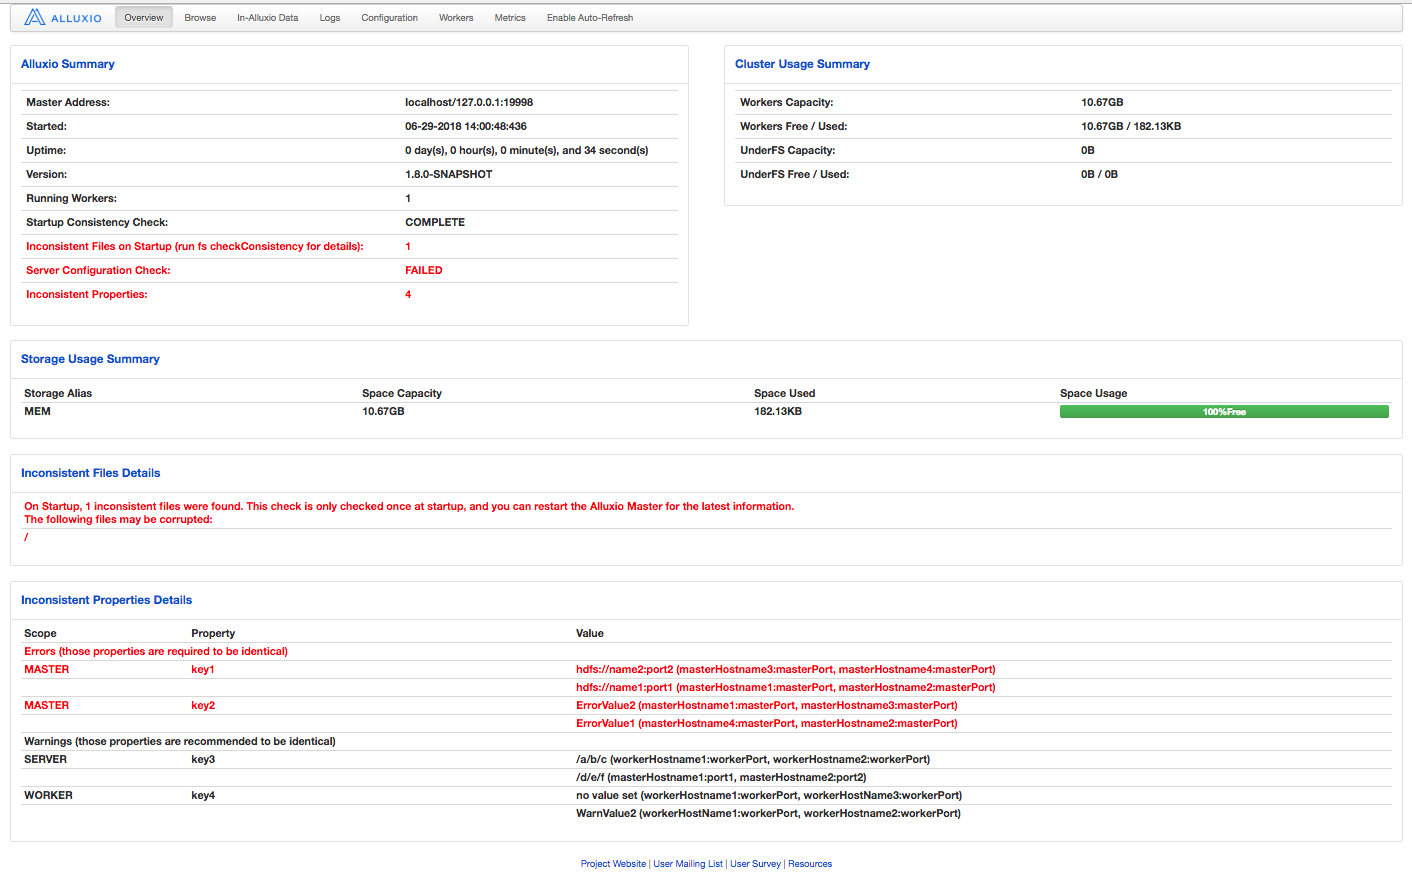 ALLUXIO Overview Browse In-Alluxio Data Logs Configuration Workers Metrics Enable Auto-Refresh
Alluxio Summary
Master Address: localhost/127.0.0.1:19998
Started: 06-29-2018 14:00:48:436
Uptime: 0 day(s), 0 hour(s), 0 minute(s), and 34 second(s)
Version: 1.8.0-SNAPSHOT
Running Workers: 1
Startup Consistency Check: COMPLETE
Inconsistent Files on Startup (run fs checkConsistency for details): 1
Server Configuration Check: FAILED
Inconsistent Properties: 4
Cluster Usage Summary
Workers Capacity: 10.67GB
Workers Free / Used: 10.67GB / 182.13KB
UnderFS Capacity: 0B
UnderFS Free / Used: 0B / 0B
Storage Usage Summary
Storage Alias Space Capacity Space Used Space Usage
MEM 10.67GB 182.13KB 100%Free
Inconsistent Files Details
On Startup, 1 inconsistent files were found. This check is only checked once at startup, and you can restart the Alluxio Master for the latest information.
The following files may be corrupted:
/
Inconsistent Properties Details
Scope Property Value
Errors (those properties are required to be identical)
MASTER key1 hdfs://name2:port2 (masterHostname3:masterPort, masterHostname4:masterPort)
hdfs://name1:port1 (masterHostname1:masterPort, masterHostname2:masterPort)
MASTER key2 ErrorValue2 (masterHostname1:masterPort, masterHostname3:masterPort)
ErrorValue1 (masterHostname4:masterPort, masterHostname2:masterPort)
Warnings (those properties are recommended to be identical)
SERVER key3 /a/b/c (workerHostname1:workerPort, workerHostname2:workerPort)
/d/e/f (masterHostname1:port1, masterHostname2:port2)
WORKER key4 no value set (workerHostname1:workerPort, workerHostName3:workerPort)
WarnValue2 (workerHostName1:workerPort, workerHostname2:workerPort)
Project Website | User Mailing List | User Survey | Resources